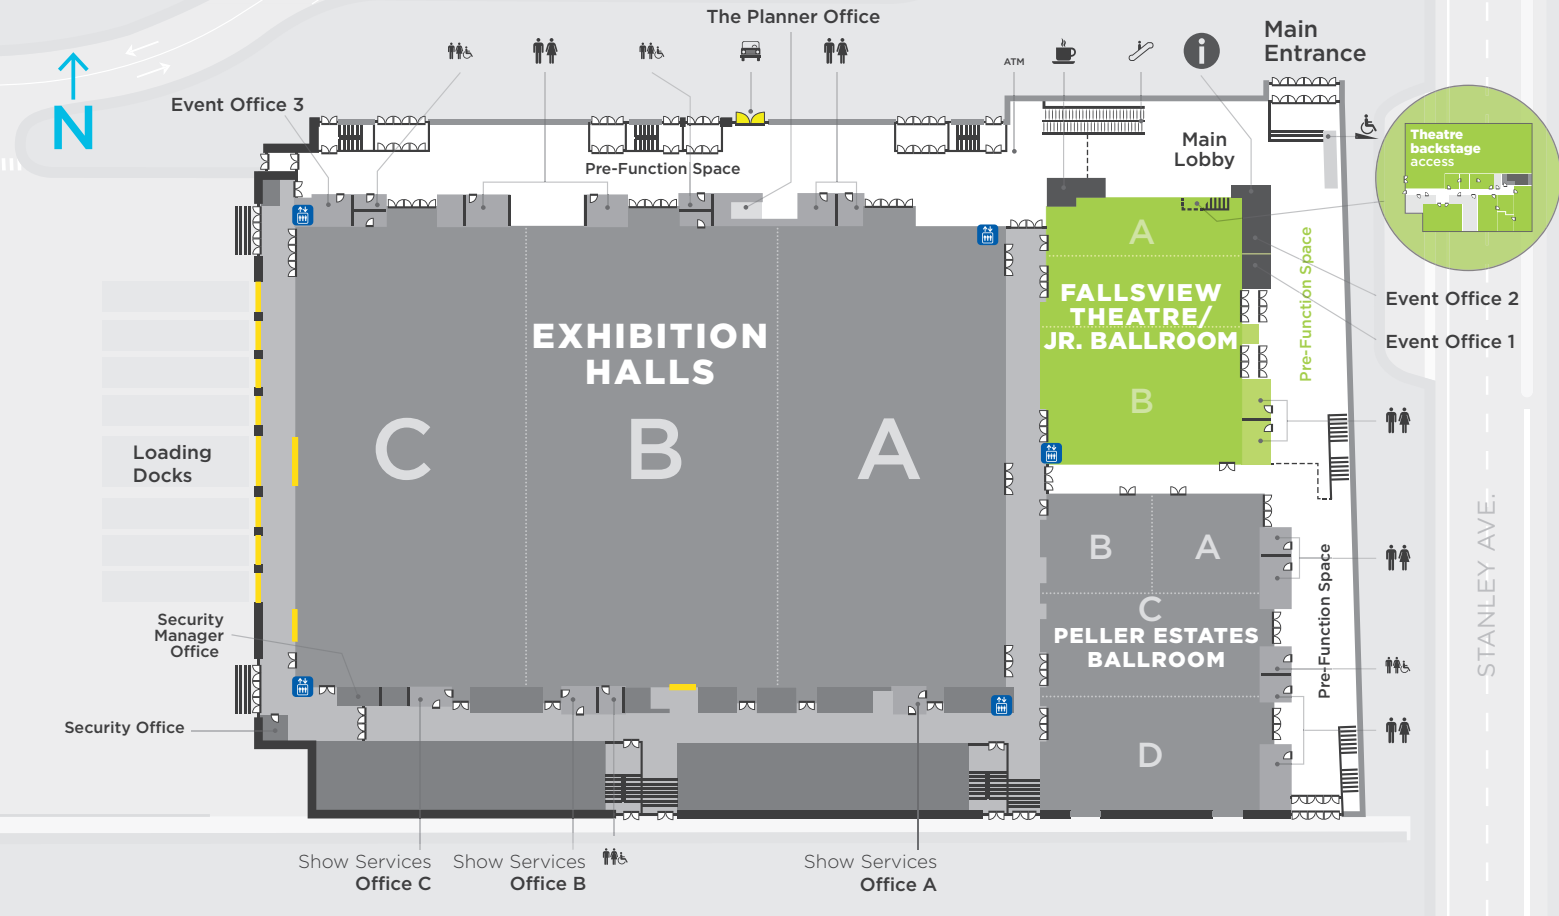 The Planner Office
Main
Entrance
ATM
i
N
Event Office 3
Main
Lobby
Pre-Function Space
Theatre
backstage
access
A
Pre-Function Space
FALLSVIEW
THEATRE/
JR. BALLROOM
B
Event Office 2
Event Office 1
EXHIBITION
HALLS
C
B
A
Loading
Docks
STANLEY AVE.
B
A
C
PELLER ESTATES
BALLROOM
D
Pre-Function Space
Security
Manager
Office
Security Office
Show Services
Office C
Show Services
Office B
Show Services
Office A